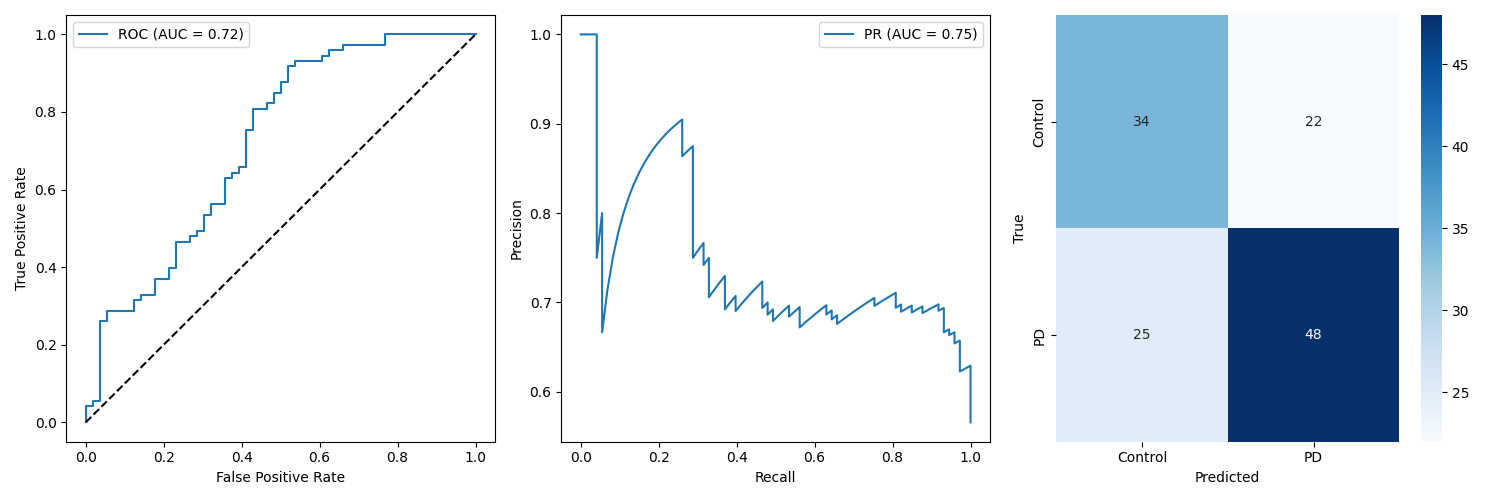 ROC (AUC = 0.72)
1.0
0.8
0.6
0.4
0.2
0.0
True Positive Rate
0.0 0.2 0.4 0.6 0.8 1.0
False Positive Rate
PR (AUC = 0.75)
1.0
0.9
0.8
0.7
0.6
Precision
0.0 0.2 0.4 0.6 0.8 1.0
Recall
True
Control
34 22
PD
25 48
Control PD
Predicted
45
40
35
30
25